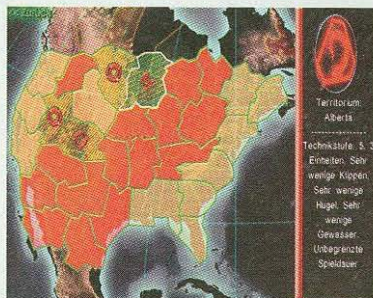 Territorium:
Alberta
Technikstufe: 5, 3
Einheiten, Sehr
wenige Klippen,
Sehr wenige
Hügel, Sehr
wenige
Gewässer,
Unbegrenzte
Spieldauer